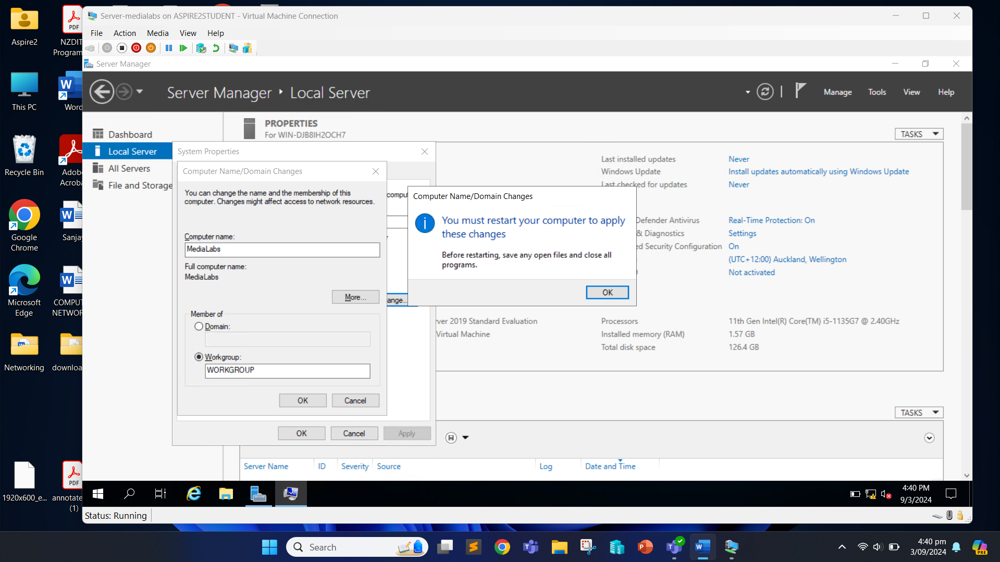 Server-medialabs on ASPIRE2STUDENT - Virtual Machine Connection
File Action Media View Help
Server Manager
Server Manager ‣ Local Server
Manage Tools View Help
Dashboard
Local Server
All Servers
File and Storage
PROPERTIES
For WIN-DJB8IH2OCH7
TASKS
Last installed updates Never
Windows Update Install updates automatically using Windows Update
Last checked for updates Never
Defender Antivirus Real-Time Protection: On
& Diagnostics Settings
ed Security Configuration On
(UTC+12:00) Auckland, Wellington
Not activated
ver 2019 Standard Evaluation
Virtual Machine
Processors 11th Gen Intel(R) Core(TM) i5-1135G7 @ 2.40GHz
Installed memory (RAM) 1.57 GB
Total disk space 126.4 GB
System Properties
compu
ange...
OK Cancel Apply
Computer Name/Domain Changes
You can change the name and the membership of this
computer. Changes might affect access to network resources.
Computer name:
MediaLabs
Full computer name:
MediaLabs
More...
Member of
Domain:
Workgroup:
WORKGROUP
OK Cancel
Computer Name/Domain Changes
You must restart your computer to apply
these changes
Before restarting, save any open files and close all
programs.
OK
TASKS
Server Name ID Severity Source Log Date and Time
4:40 PM
9/3/2024
Status: Running
Aspire2
NZDIT
Program
This PC
Word
Recycle Bin
Adobe
Acroba
Google
Chrome
Sanjay
Microsoft
Edge
COMPUT
NETWOR
Networking
downloa
1920x600_e...
annotate
(1)
PDF
PDF
Search
4:40 pm
3/09/2024
PRE